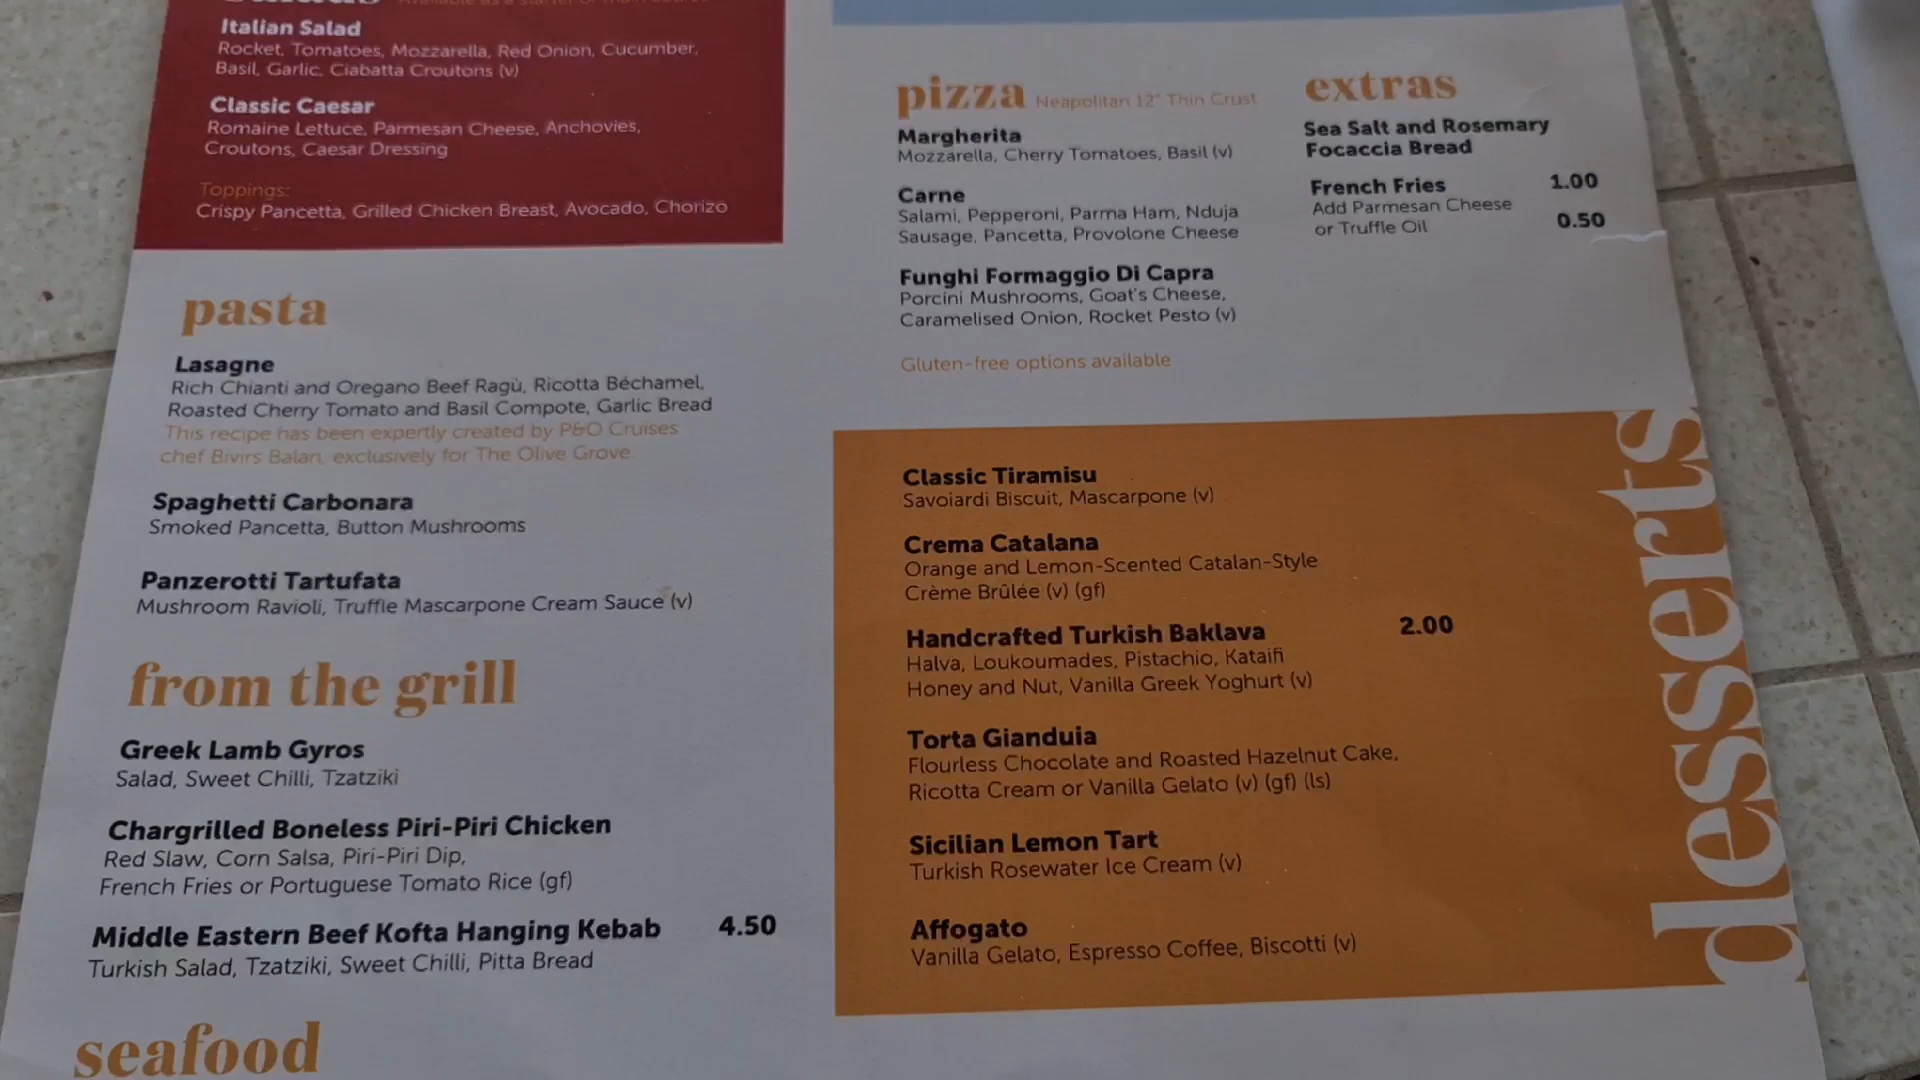 Italian Salad
Rocket, Tomatoes, Mozzarella, Red Onion, Cucumber,
Basil, Garlic, Ciabatta Croutons (v)
Classic Caesar
Romaine Lettuce, Parmesan Cheese, Anchovies,
Croutons, Caesar Dressing
Toppings:
Crispy Pancetta, Grilled Chicken Breast, Avocado, Chorizo
pasta
Lasagne
Rich Chianti and Oregano Beef Ragù, Ricotta Béchamel,
Roasted Cherry Tomato and Basil Compote, Garlic Bread
This recipe has been expertly created by P&O Cruises
chef Bivirs Balan, exclusively for The Olive Grove.
Spaghetti Carbonara
Smoked Pancetta, Button Mushrooms
Panzerotti Tartufata
Mushroom Ravioli, Truffle Mascarpone Cream Sauce (v)
from the grill
Greek Lamb Gyros
Salad, Sweet Chilli, Tzatziki
Chargrilled Boneless Piri-Piri Chicken
Red Slaw, Corn Salsa, Piri-Piri Dip,
French Fries or Portuguese Tomato Rice (gf)
Middle Eastern Beef Kofta Hanging Kebab 4.50
Turkish Salad, Tzatziki, Sweet Chilli, Pitta Bread
seafood
pizza Neapolitan 12" Thin Crust
Margherita
Mozzarella, Cherry Tomatoes, Basil (v)
Carne
Salami, Pepperoni, Parma Ham, Nduja
Sausage, Pancetta, Provolone Cheese
Funghi Formaggio Di Capra
Porcini Mushrooms, Goat's Cheese,
Caramelised Onion, Rocket Pesto (v)
Gluten-free options available
extras
Sea Salt and Rosemary
Focaccia Bread
French Fries 1.00
Add Parmesan Cheese
or Truffle Oil 0.50
desserts
Classic Tiramisu
Savoiardi Biscuit, Mascarpone (v)
Crema Catalana
Orange and Lemon-Scented Catalan-Style
Crème Brûlée (v) (gf)
Handcrafted Turkish Baklava 2.00
Halva, Loukoumades, Pistachio, Kataifi
Honey and Nut, Vanilla Greek Yoghurt (v)
Torta Gianduia
Flourless Chocolate and Roasted Hazelnut Cake,
Ricotta Cream or Vanilla Gelato (v) (gf) (ls)
Sicilian Lemon Tart
Turkish Rosewater Ice Cream (v)
Affogato
Vanilla Gelato, Espresso Coffee, Biscotti (v)